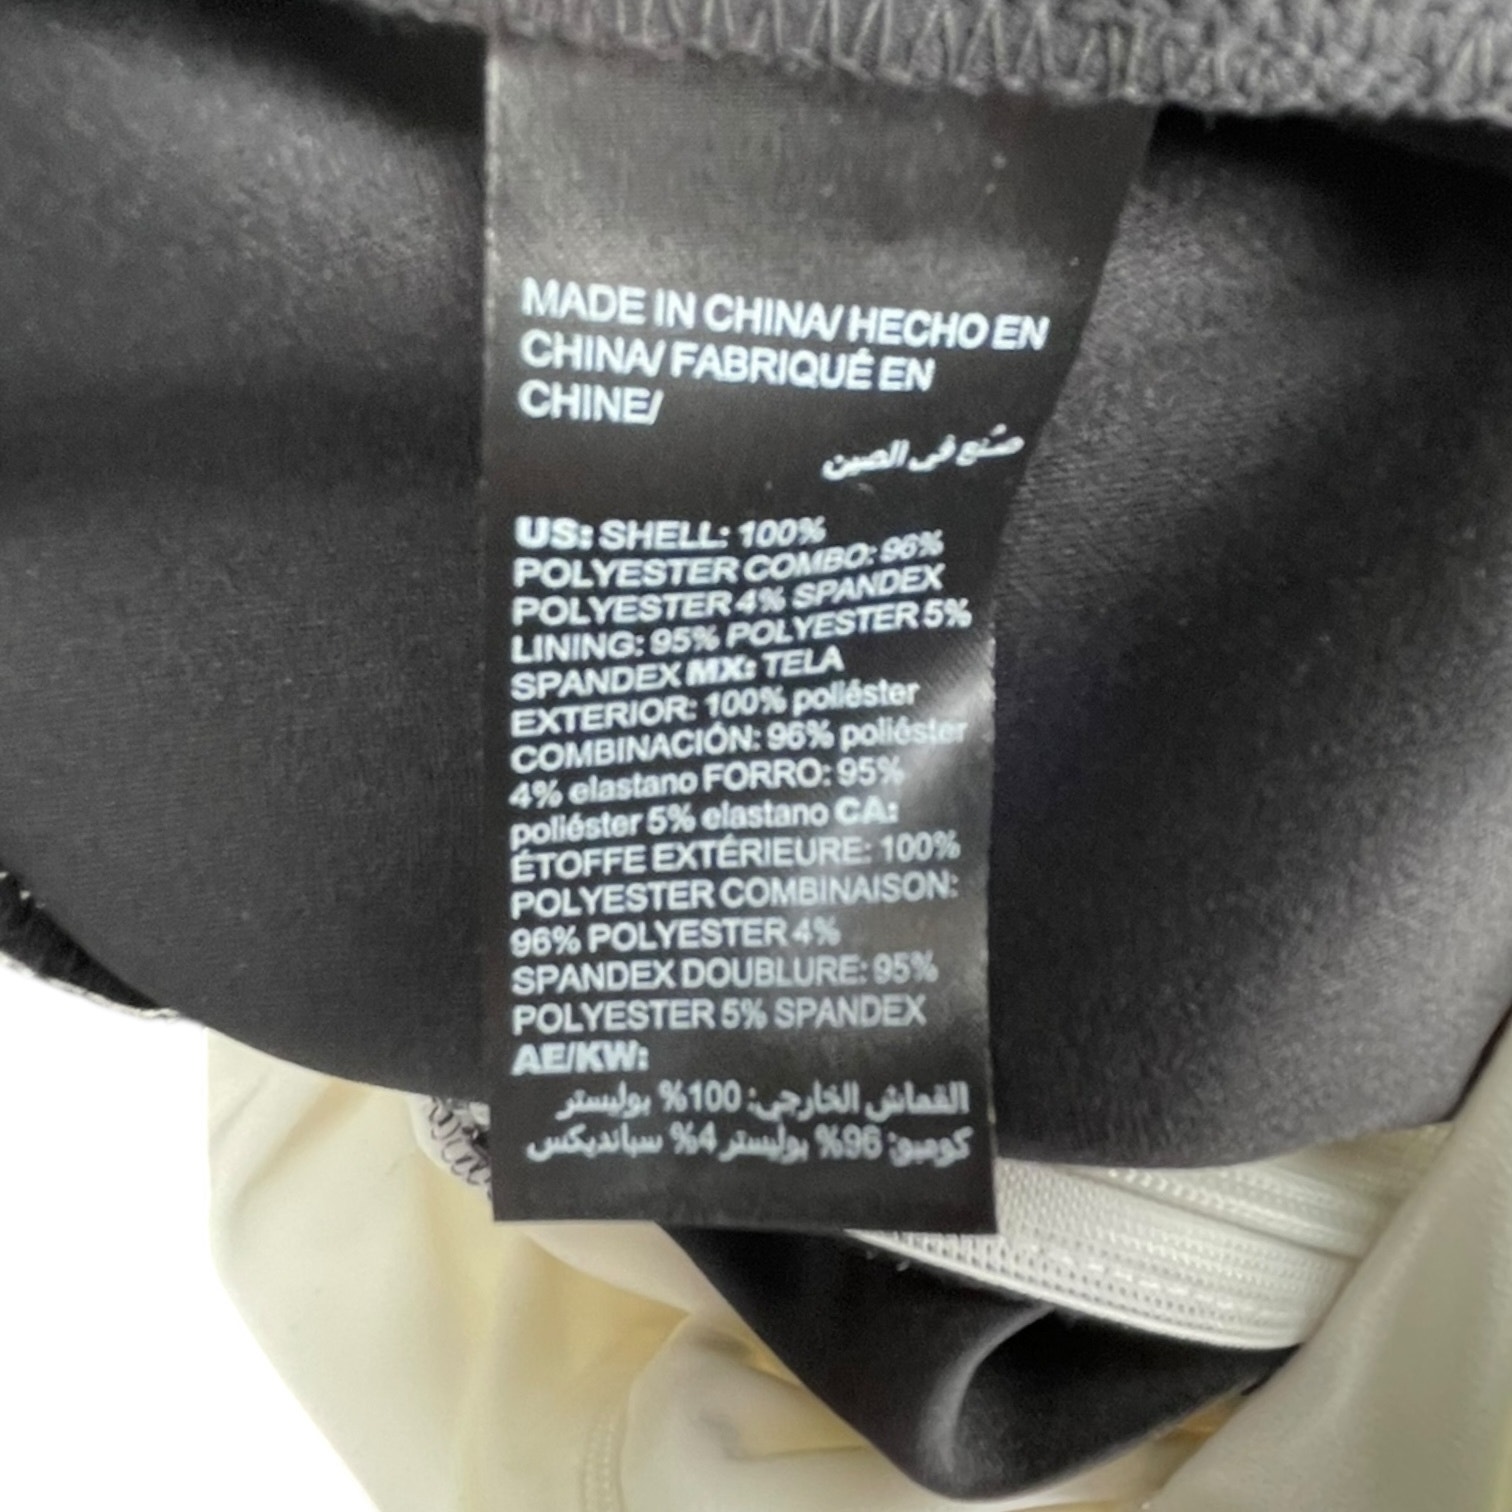 MADE IN CHINA/ HECHO EN
CHINA/ FABRIQUÉ EN
CHINE/
صُنع في الصين
US: SHELL: 100%
POLYESTER COMBO: 96%
POLYESTER 4% SPANDEX
LINING: 95% POLYESTER 5%
SPANDEX MX: TELA
EXTERIOR: 100% poliéster
COMBINACIÓN: 96% poliéster
4% elastano FORRO: 95%
poliéster 5% elastano CA:
ÉTOFFE EXTÉRIEURE: 100%
POLYESTER COMBINAISON:
96% POLYESTER 4%
SPANDEX DOUBLURE: 95%
POLYESTER 5% SPANDEX
AE/KW:
القماش الخارجي: 100% بوليستر
كومبو: 96% بوليستر 4% سباندیكس